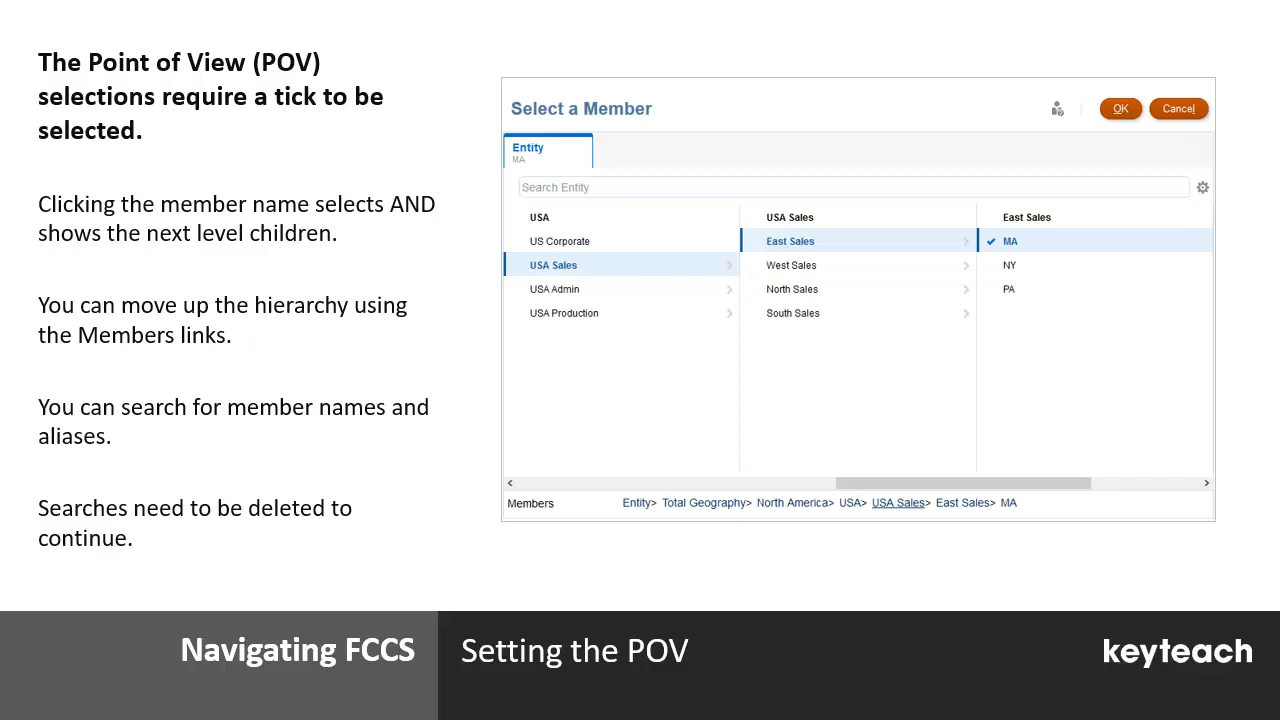 The Point of View (POV)
selections require a tick to be
selected.
Clicking the member name selects AND
shows the next level children.
You can move up the hierarchy using
the Members links.
You can search for member names and
aliases.
Searches need to be deleted to
continue.
Select a Member
OK
Cancel
Entity
MA
Search Entity
USA
US Corporate
USA Sales
USA Admin
USA Production
USA Sales
East Sales
West Sales
North Sales
South Sales
East Sales
MA
NY
PA
Members Entity> Total Geography> North America> USA> USA Sales> East Sales> MA
Navigating FCCS
Setting the POV
keyteach